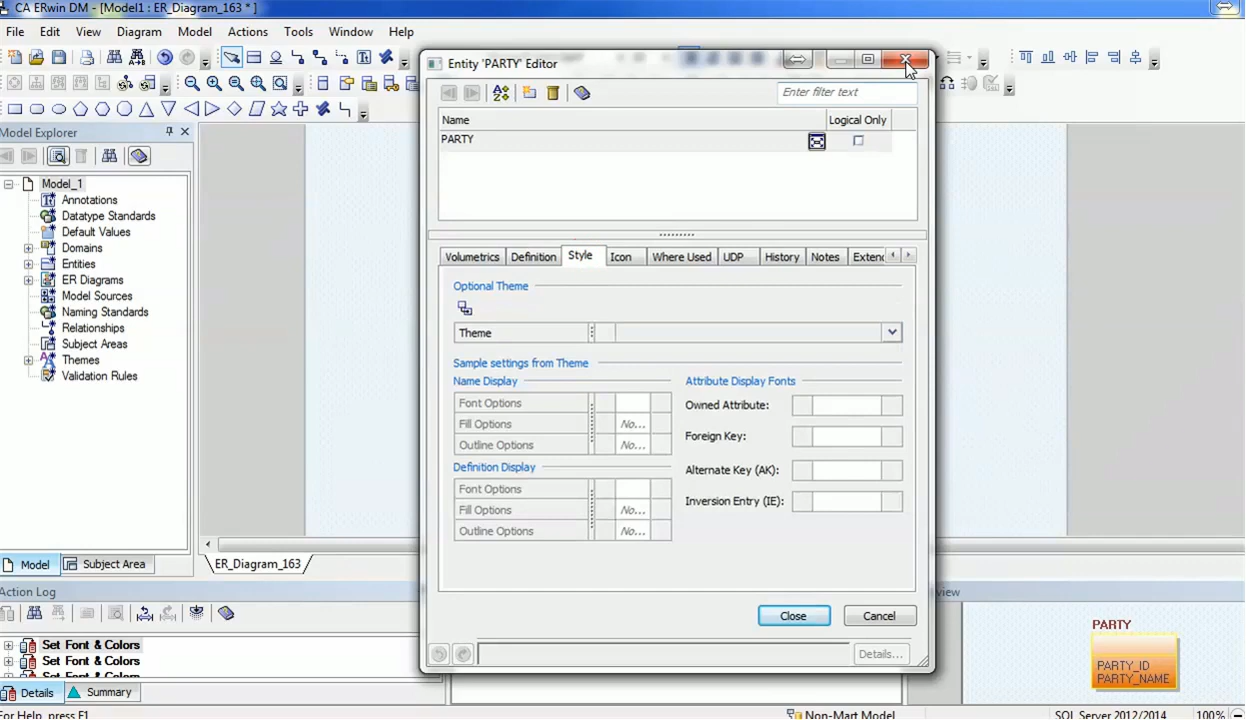 CA ERwin DM - [Model1 : ER_Diagram_163 * ]
File Edit View Diagram Model Actions Tools Window Help
Entity 'PARTY' Editor
Enter filter text
Name Logical Only
PARTY
Model Explorer
Model_1
Annotations
Datatype Standards
Default Values
Domains
Entities
ER Diagrams
Model Sources
Naming Standards
Relationships
Subject Areas
Themes
Validation Rules
Volumetrics Definition Style Icon Where Used UDP History Notes Extend
Optional Theme
Theme
Sample settings from Theme
Name Display
Font Options
Fill Options No...
Outline Options No...
Definition Display
Font Options
Fill Options No...
Outline Options No...
Attribute Display Fonts
Owned Attribute:
Foreign Key:
Alternate Key (AK):
Inversion Entry (IE):
Close Cancel
Details...
Model Subject Area
ER_Diagram_163
Action Log
Set Font & Colors
Set Font & Colors
Set Font & Colors
Details Summary
view
PARTY
PARTY_ID
PARTY_NAME
For Help, press F1
Non-Mart Model
SQL Server 2012/2014
100%